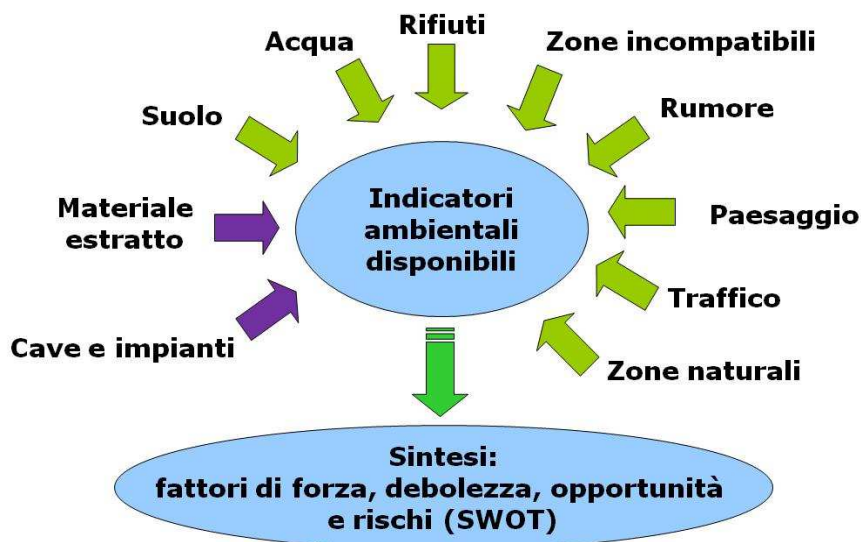 Rifiuti
Acqua
Zone incompatibili
Suolo
Rumore
Materiale
estratto
Indicatori
ambientali
disponibili
Paesaggio
Traffico
Cave e impianti
Zone naturali
Sintesi:
fattori di forza, debolezza, opportunità
e rischi (SWOT)